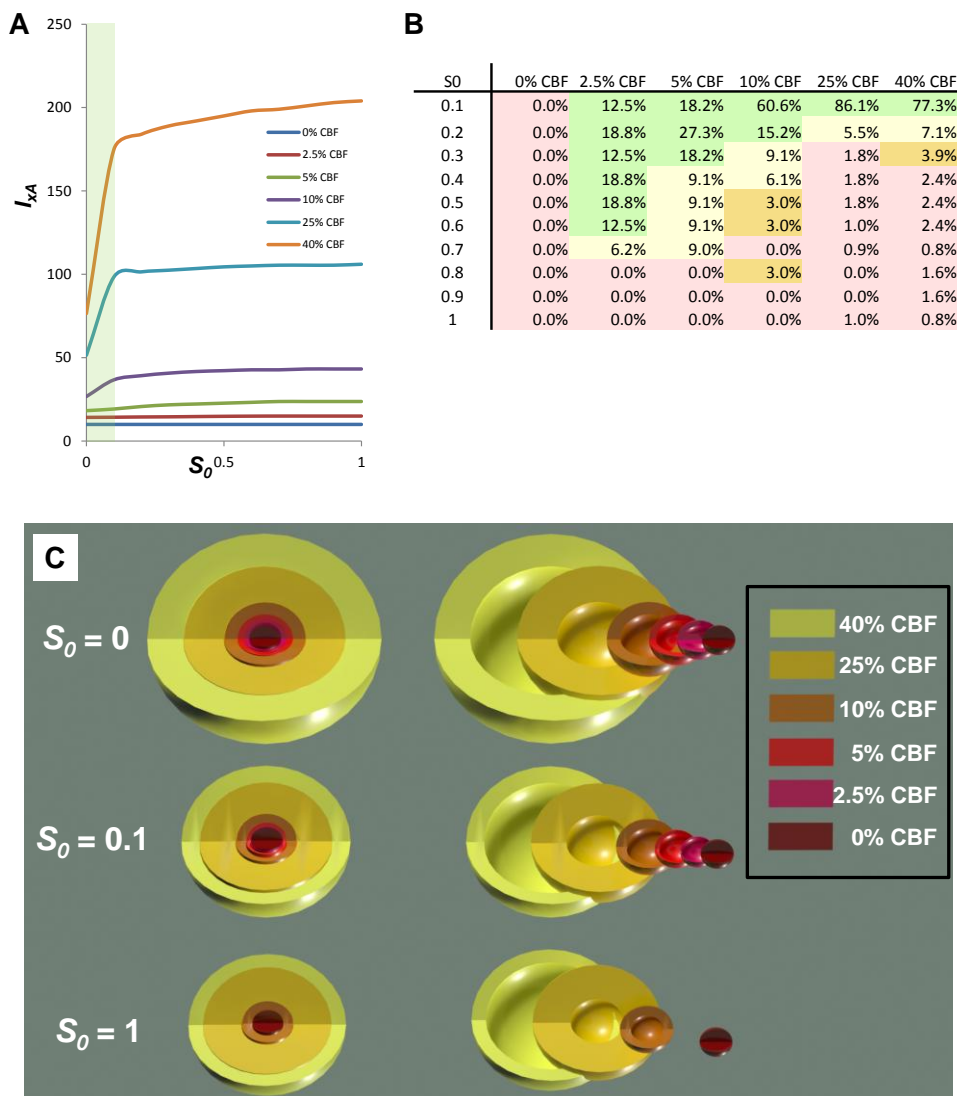 A
250
200
150
100
50
0
I_xA
0
0.5
1
S_0
0% CBF
2.5% CBF
5% CBF
10% CBF
25% CBF
40% CBF
B
S0 0% CBF 2.5% CBF 5% CBF 10% CBF 25% CBF 40% CBF
0.1 0.0% 12.5% 18.2% 60.6% 86.1% 77.3%
0.2 0.0% 18.8% 27.3% 15.2% 5.5% 7.1%
0.3 0.0% 12.5% 18.2% 9.1% 1.8% 3.9%
0.4 0.0% 18.8% 9.1% 6.1% 1.8% 2.4%
0.5 0.0% 18.8% 9.1% 3.0% 1.8% 2.4%
0.6 0.0% 12.5% 9.1% 3.0% 1.0% 2.4%
0.7 0.0% 6.2% 9.0% 0.0% 0.9% 0.8%
0.8 0.0% 0.0% 0.0% 3.0% 0.0% 1.6%
0.9 0.0% 0.0% 0.0% 0.0% 0.0% 1.6%
1 0.0% 0.0% 0.0% 0.0% 1.0% 0.8%
C
S_0 = 0
S_0 = 0.1
S_0 = 1
40% CBF
25% CBF
10% CBF
5% CBF
2.5% CBF
0% CBF